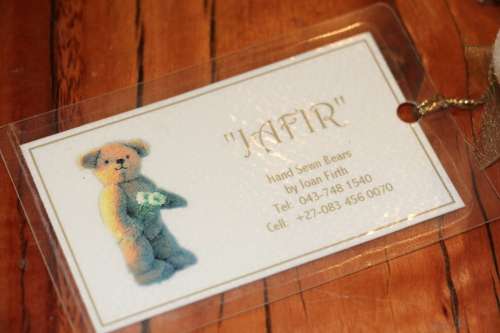 "JAFIR"
Hand Sewn Bears
by Joan Firth
Tel: 043-748 1540
Cell: +27-083 456 0070